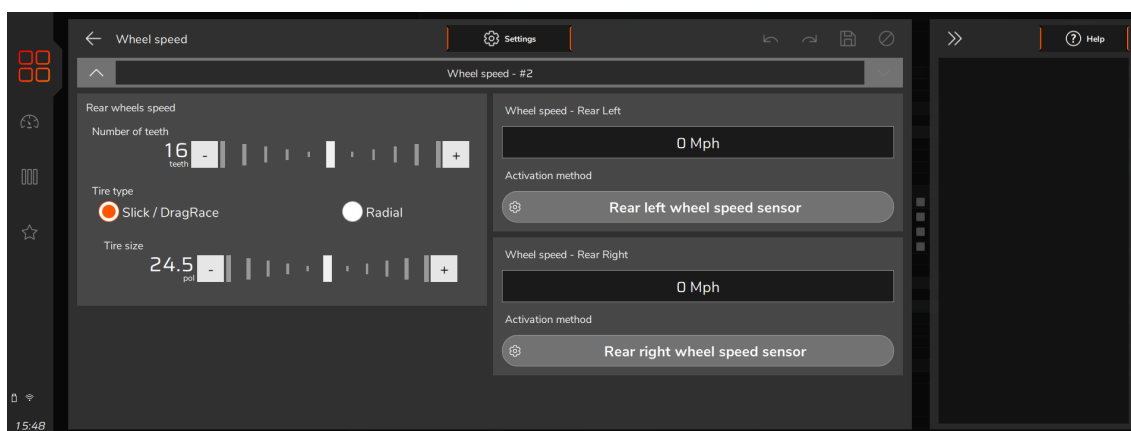 Wheel speed
Settings
Help
Wheel speed - #2
Rear wheels speed
Number of teeth
16
teeth
-
+
Tire type
Slick / DragRace
Radial
Tire size
24.5
pol
-
+
Wheel speed - Rear Left
0 Mph
Activation method
Rear left wheel speed sensor
Wheel speed - Rear Right
0 Mph
Activation method
Rear right wheel speed sensor
15:48